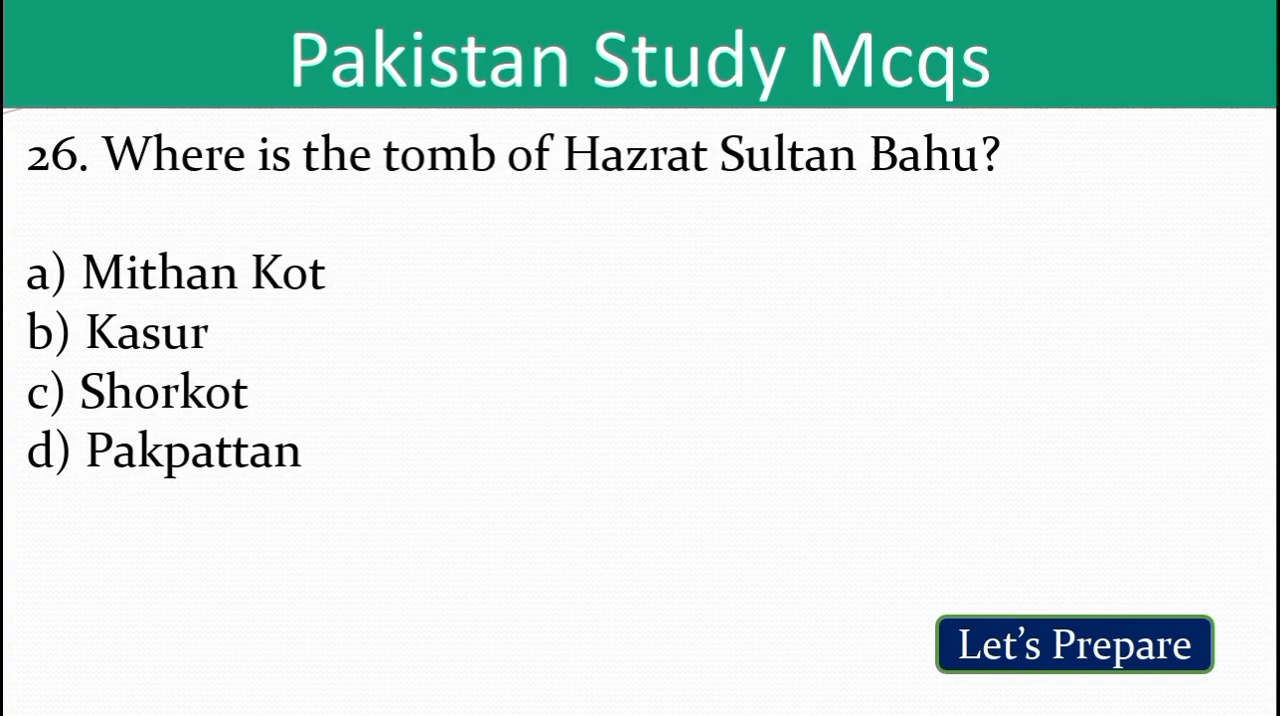 Pakistan Study Mcqs
26. Where is the tomb of Hazrat Sultan Bahu?
a) Mithan Kot
b) Kasur
c) Shorkot
d) Pakpattan
Let's Prepare